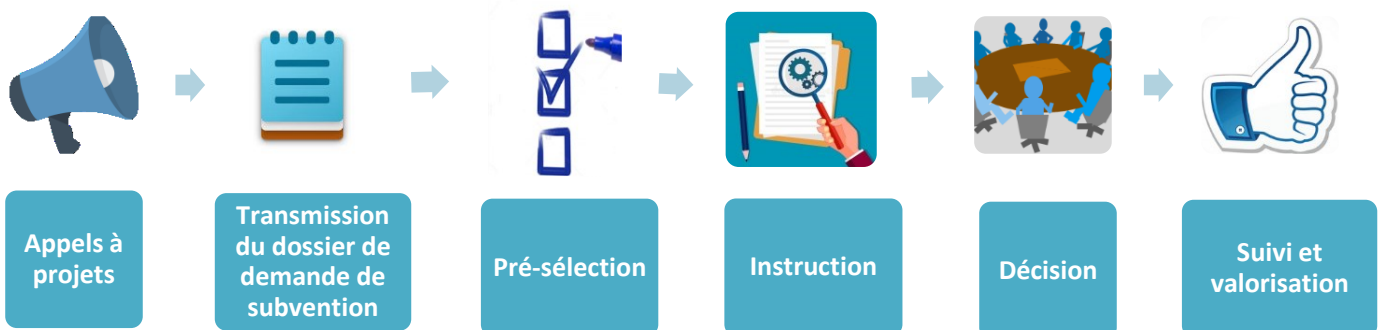 Appels à
projets
Transmission
du dossier de
demande de
subvention
Pré-sélection
Instruction
Décision
Suivi et
valorisation